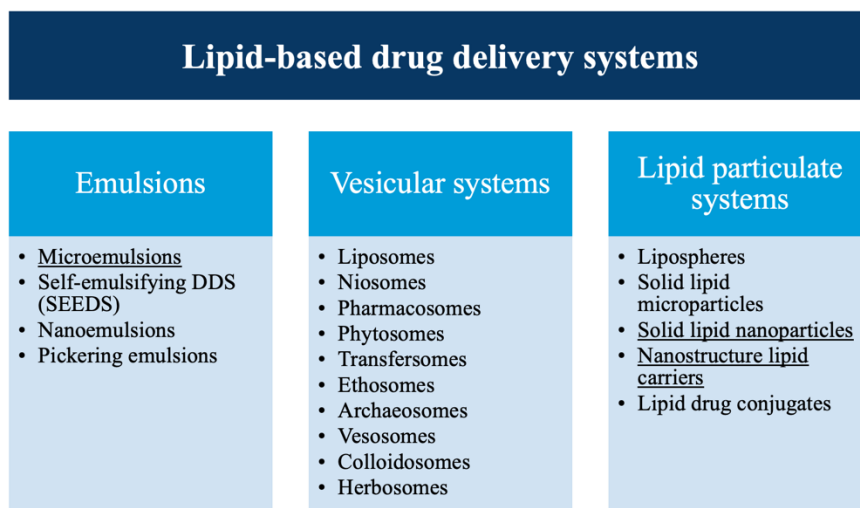 Lipid-based drug delivery systems
Emulsions
• Microemulsions
• Self-emulsifying DDS
(SEEDS)
• Nanoemulsions
• Pickering emulsions
Vesicular systems
• Liposomes
• Niosomes
• Pharmacosomes
• Phytosomes
• Transfersomes
• Ethosomes
• Archaeosomes
• Vesosomes
• Colloidosomes
• Herbosomes
Lipid particulate
systems
• Lipospheres
• Solid lipid
microparticles
• Solid lipid nanoparticles
• Nanostructure lipid
carriers
• Lipid drug conjugates